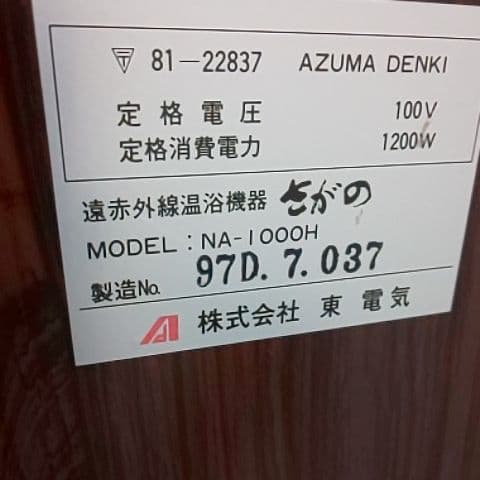 〒 81-22837 AZUMA DENKI
定格電圧 100V
定格消費電力 1200W
遠赤外線温浴機器 さがの
MODEL : NA-1000H
製造No. 97D.7.037
株式会社 東電気